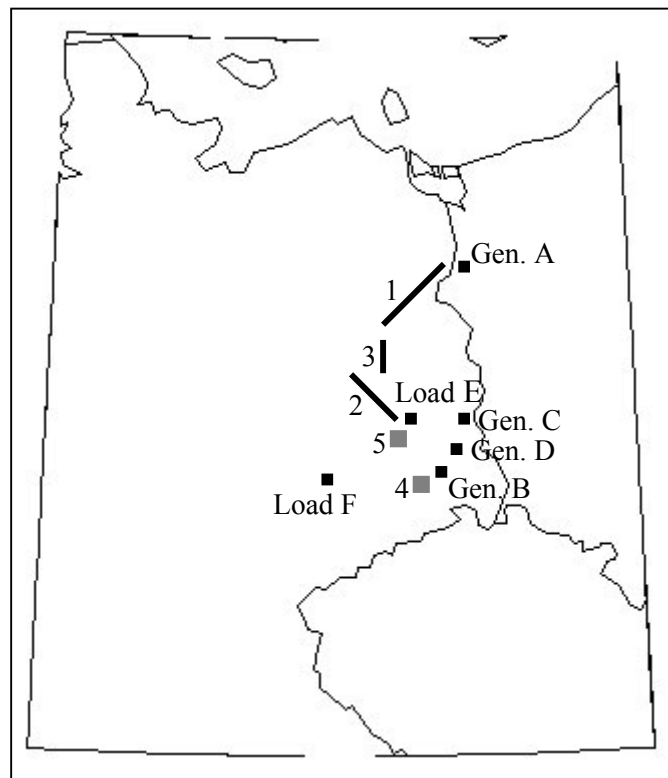 Gen. A
1
3
Load E
2
Gen. C
5
Gen. D
4
Gen. B
Load F